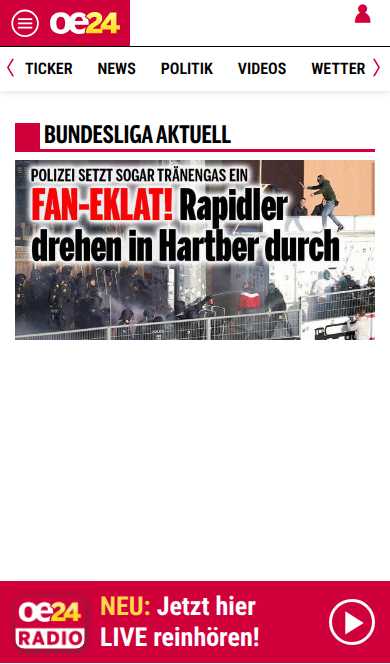 oe24
TICKER NEWS POLITIK VIDEOS WETTER
BUNDESLIGA AKTUELL
POLIZEI SETZT SOGAR TRÄNENGAS EIN
FAN-EKLAT! Rapidler
drehen in Hartber durch
oe24
RADIO
NEU: Jetzt hier
LIVE reinhören!